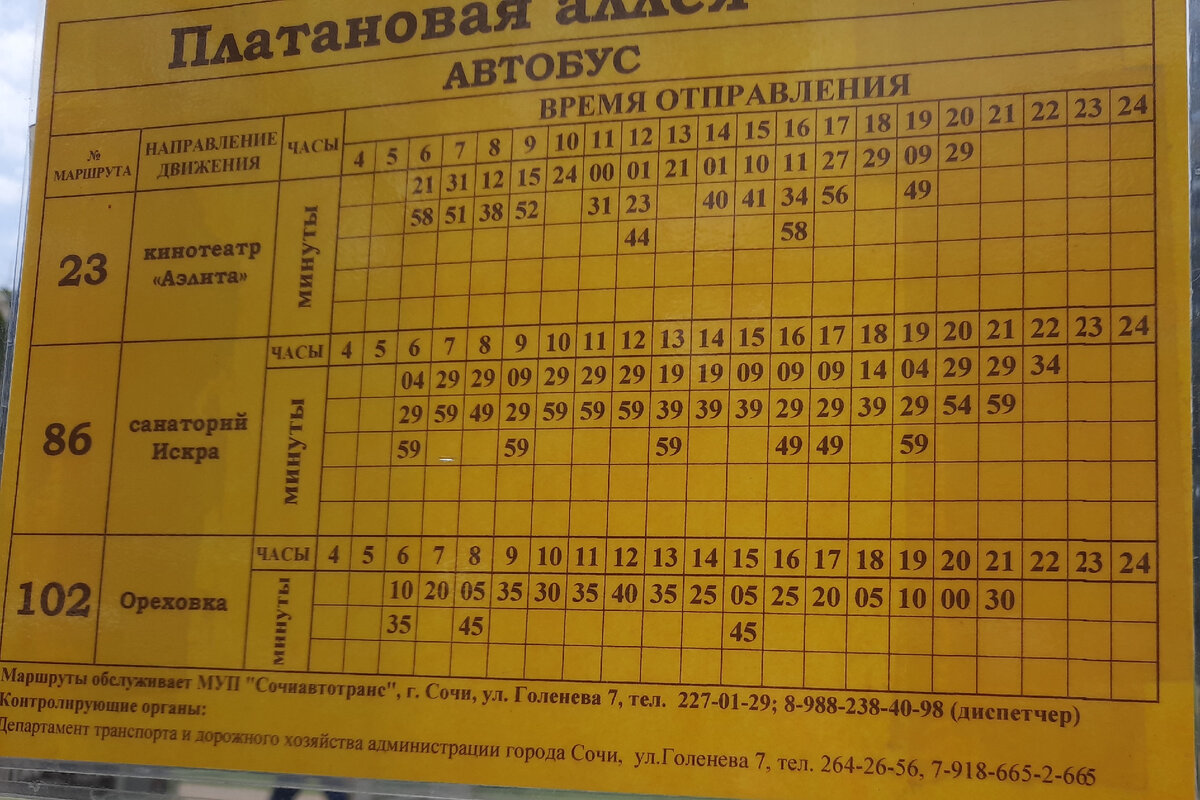 Платановая аллея
АВТОБУС
№ МАРШРУТА НАПРАВЛЕНИЕ ДВИЖЕНИЯ ЧАСЫ ВРЕМЯ ОТПРАВЛЕНИЯ
4 5 6 7 8 9 10 11 12 13 14 15 16 17 18 19 20 21 22 23 24
23 кинотеатр «Аэлита» минуты
21 31 12 15 24 00 01 21 01 10 11 27 29 09 29
58 51 38 52 31 23 40 41 34 56 49
44 58
86 санаторий Искра
ЧАСЫ 4 5 6 7 8 9 10 11 12 13 14 15 16 17 18 19 20 21 22 23 24
минуты
04 29 29 09 29 29 29 19 19 09 09 09 14 04 29 29 34
29 59 49 29 59 59 59 39 39 39 29 29 39 29 54 59
59 59 59 49 49 59
102 Ореховка
ЧАСЫ 4 5 6 7 8 9 10 11 12 13 14 15 16 17 18 19 20 21 22 23 24
минуты
10 20 05 35 30 35 40 35 25 05 25 20 05 10 00 30
35 45 45
Маршруты обслуживает МУП "Сочиавтотранс", г. Сочи, ул. Голенева 7, тел. 227-01-29; 8-988-238-40-98 (диспетчер)
Контролирующие органы:
Департамент транспорта и дорожного хозяйства администрации города Сочи, ул.Голенева 7, тел. 264-26-56, 7-918-665-2-665